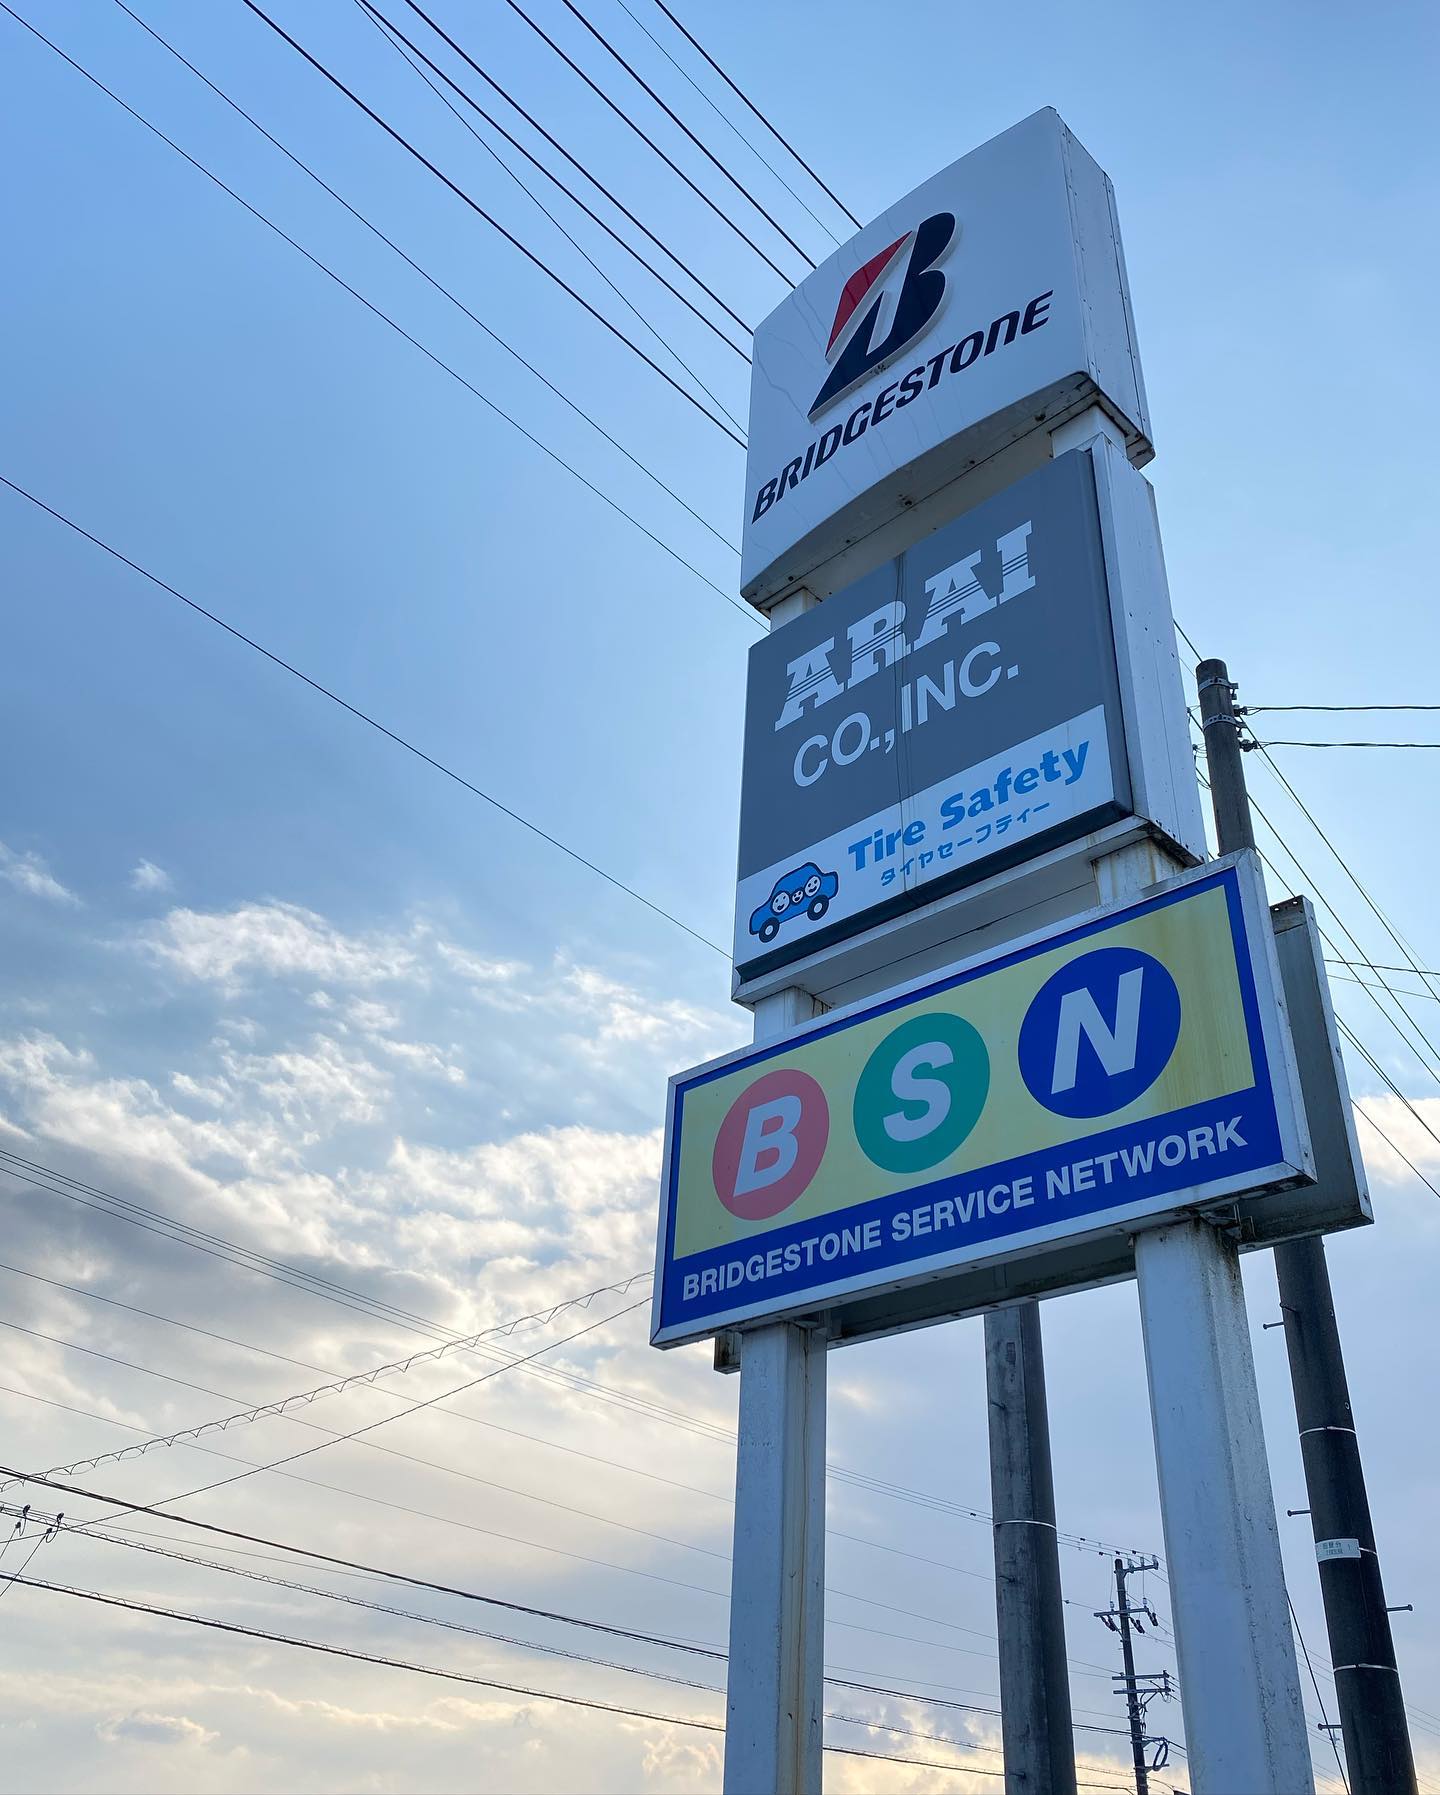 B
BRIDGESTONE
ARAI
CO.,INC.
Tire Safety
タイヤセーフティー
B S N
BRIDGESTONE SERVICE NETWORK